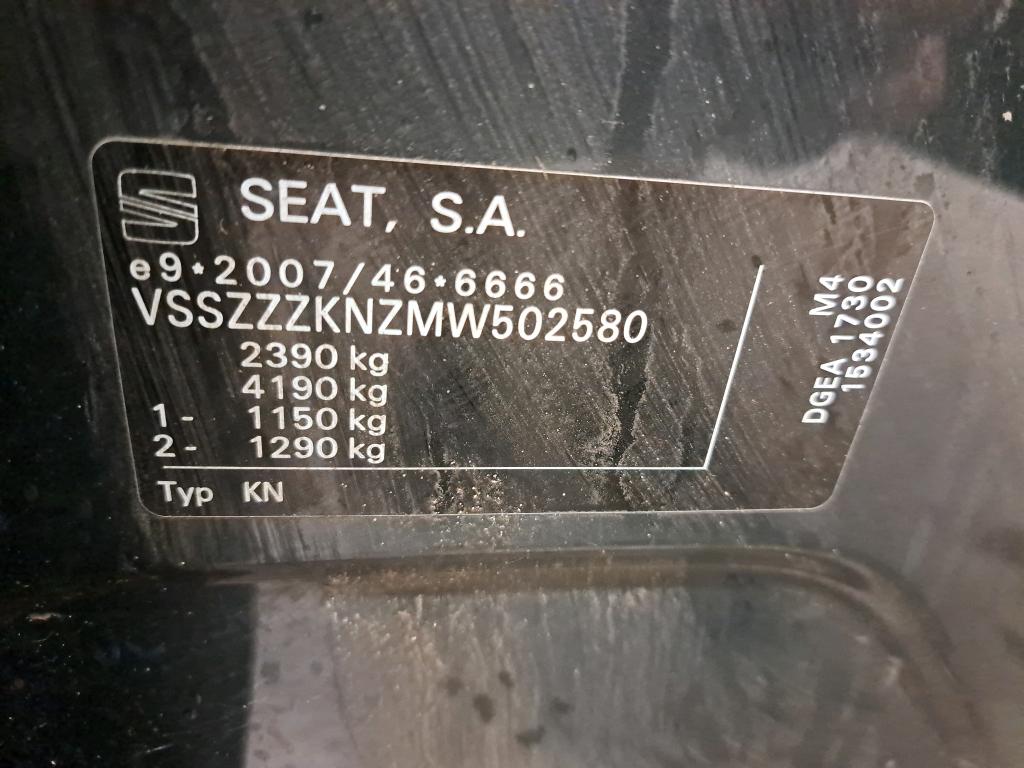 SEAT, S.A.
e9*2007/46*6666
VSSZZZKNZMW502580
2390 kg
4190 kg
1- 1150 kg
2- 1290 kg
Typ KN
M4
DGEA 1730
1534002